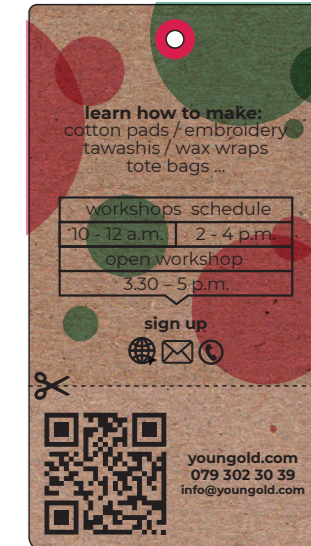 learn how to make:
cotton pads / embroidery
tawashis / wax wraps
tote bags ...
workshops schedule
10 - 12 a.m. 2 - 4 p.m.
open workshop
3.30 – 5 p.m.
sign up
youngold.com
079 302 30 39
info@youngold.com